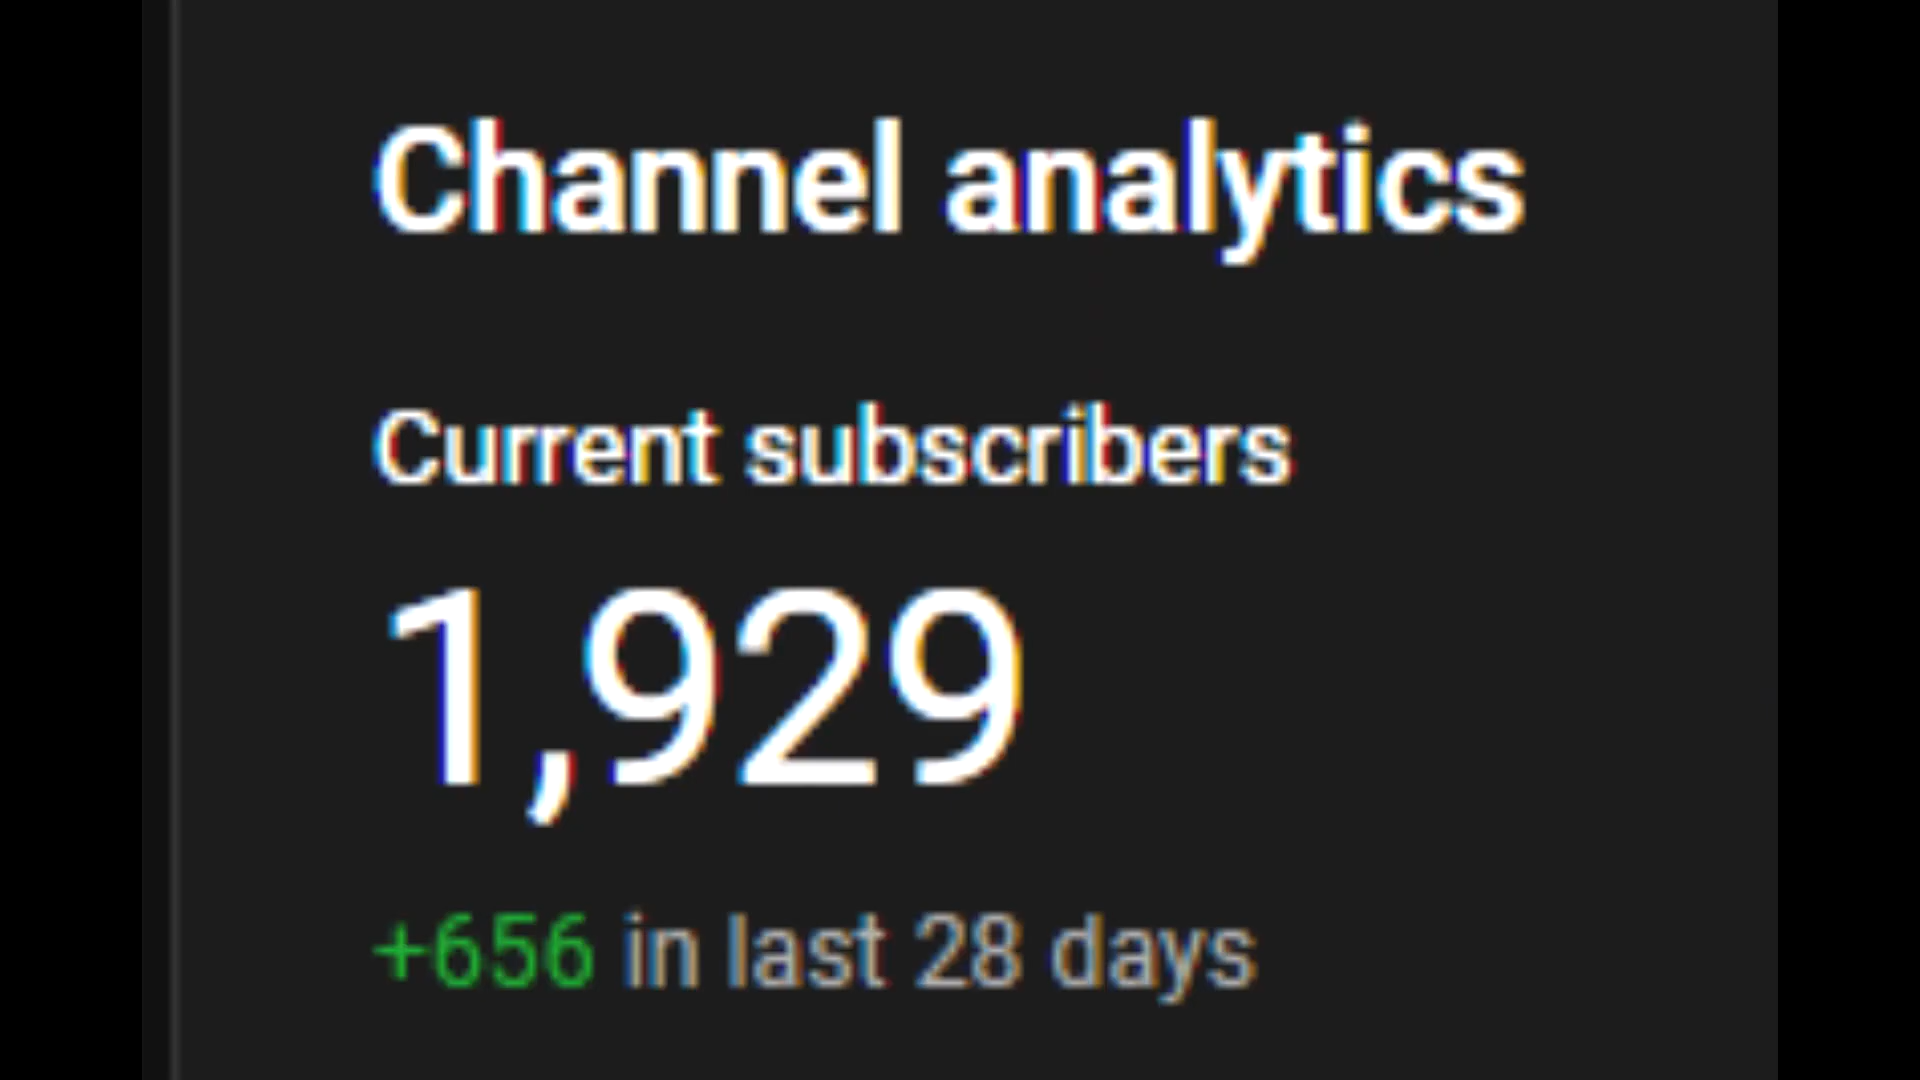 Channel analytics
Current subscribers
1,929
+656 in last 28 days